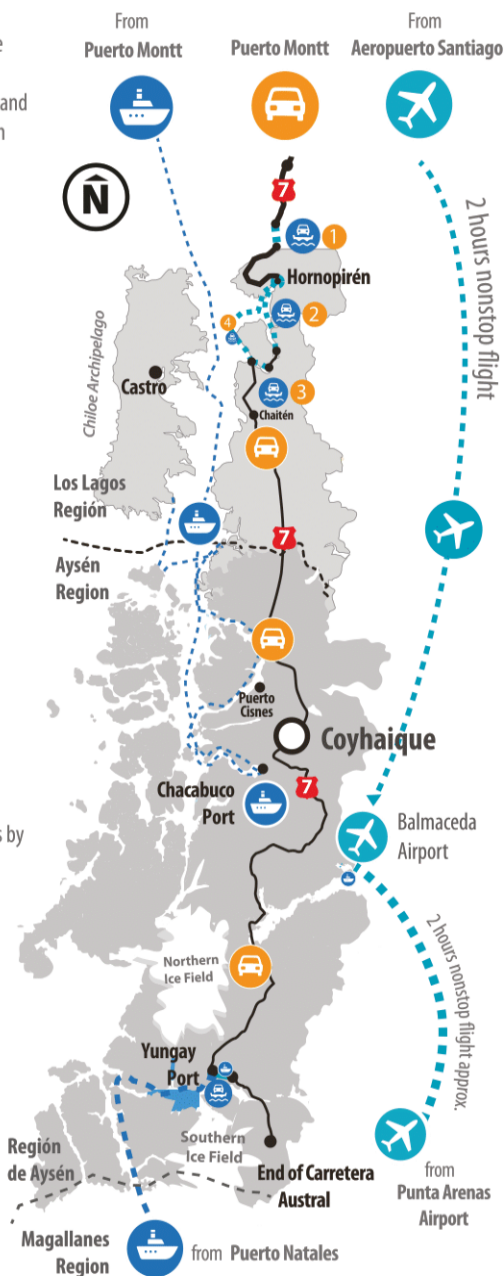 From
Puerto Montt
Puerto Montt
From
Aeropuerto Santiago
and
N
7
1
Hornopirén
2 hours nonstop flight
2
4
Chiloe Archipelago
Castro
3
Chaitén
Los Lagos
Región
7
Aysén
Region
Puerto
Cisnes
Coyhaique
Chacabuco
Port
7
Balmaceda
Airport
s by
Northern
Ice Field
2 hours nonstop flight approx.
Yungay
Port
Southern
Ice Field
Región
de Aysén
End of Carretera
Austral
from
Punta Arenas
Airport
Magallanes
Region
from Puerto Natales